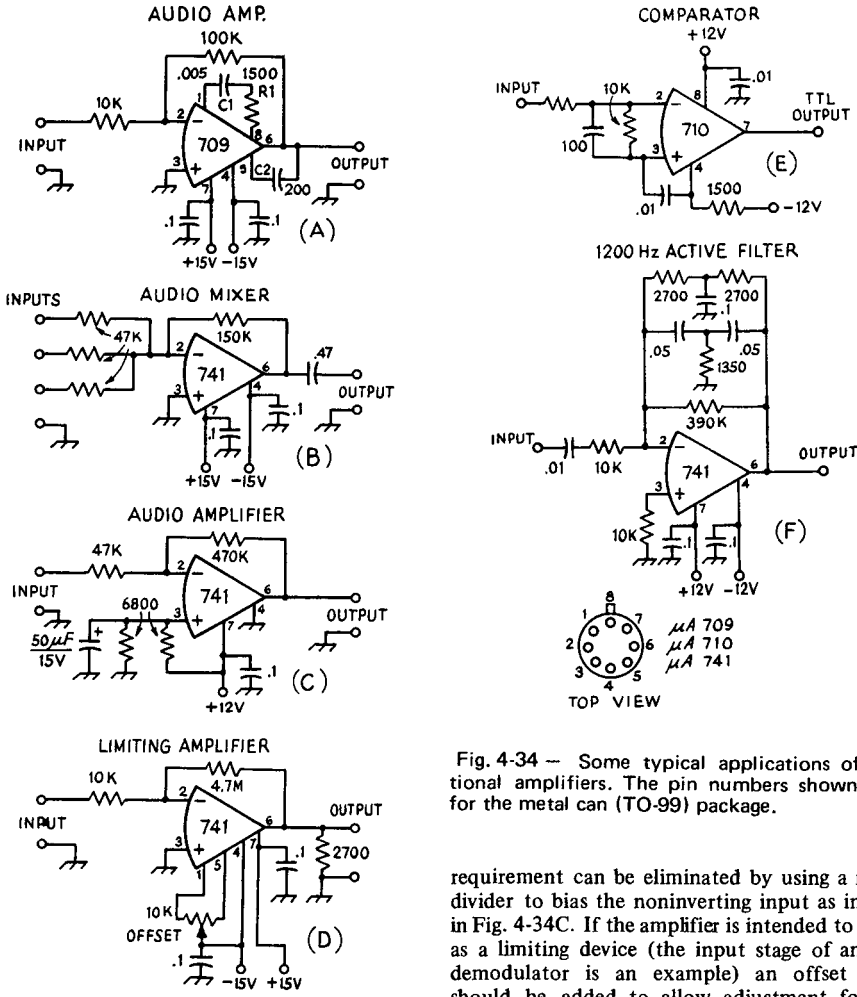 AUDIO AMP.
100K
.005
1500
R1
C1
10K
1
2
8
6
709
INPUT
3
5
C2
OUTPUT
7
4
200
.1
.1
(A)
+15V -15V
AUDIO MIXER
INPUTS
47K
150K
2
6
.47
741
4
OUTPUT
3
7
.1
.1
(B)
+15V -15V
AUDIO AMPLIFIER
47K
470K
2
6
741
INPUT
6800
3
4
OUTPUT
50µF
15V
+
7
.1
(C)
+12V
LIMITING AMPLIFIER
10K
4.7M
2
6
OUTPUT
741
INPUT
3
7
4
5
1
.1
2700
10K
OFFSET
(D)
.1
-15V +15V
COMPARATOR
+12V
.01
INPUT
10K
8
2
TTL
OUTPUT
710
7
100
3
4
(E)
.01
1500
-12V
1200 Hz ACTIVE FILTER
2700
2700
.1
.05
.05
1350
390K
INPUT
2
6
OUTPUT
.01
10K
741
3
4
7
10K
.1
.1
(F)
+12V -12V
8
1
7
2
6
3
5
4
µA 709
µA 710
µA 741
TOP VIEW
Fig. 4-34 — Some typical applications of
tional amplifiers. The pin numbers shown
for the metal can (TO-99) package.
requirement can be eliminated by using a
divider to bias the noninverting input as in
in Fig. 4-34C. If the amplifier is intended to
as a limiting device (the input stage of an
demodulator is an example) an offset
should be added to allow adjustment for